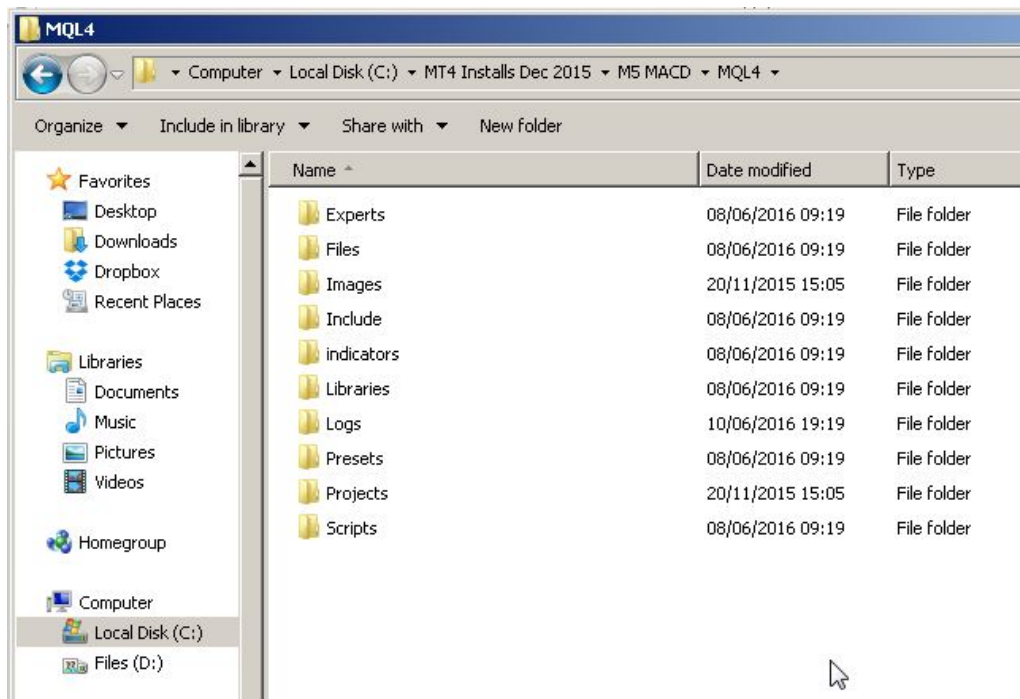 MQL4
Computer Local Disk (C:) MT4 Installs Dec 2015 M5 MACD MQL4
Organize Include in library Share with New folder
Favorites
Desktop
Downloads
Dropbox
Recent Places
Libraries
Documents
Music
Pictures
Videos
Homegroup
Computer
Local Disk (C:)
Files (D:)
Name Date modified Type
Experts 08/06/2016 09:19 File folder
Files 08/06/2016 09:19 File folder
Images 20/11/2015 15:05 File folder
Include 08/06/2016 09:19 File folder
indicators 08/06/2016 09:19 File folder
Libraries 08/06/2016 09:19 File folder
Logs 10/06/2016 19:19 File folder
Presets 08/06/2016 09:19 File folder
Projects 20/11/2015 15:05 File folder
Scripts 08/06/2016 09:19 File folder